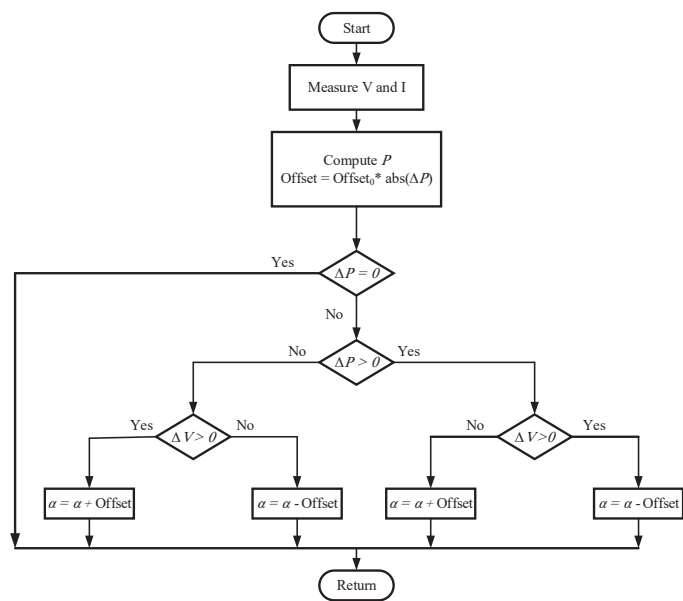 Start
Measure V and I
Compute P
Offset = Offset₀* abs(ΔP)
Yes
ΔP = 0
No
No
ΔP > 0
Yes
Yes
ΔV > 0
No
No
ΔV>0
Yes
α = α + Offset
α = α - Offset
α = α + Offset
α = α - Offset
Return